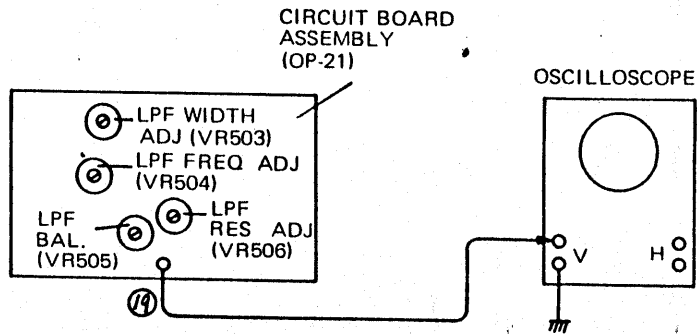 CIRCUIT BOARD
ASSEMBLY
(OP-21)
OSCILLOSCOPE
LPF WIDTH
ADJ (VR503)
LPF FREQ ADJ
(VR504)
LPF
BAL.
(VR505)
LPF
RES ADJ
(VR506)
19
V
H